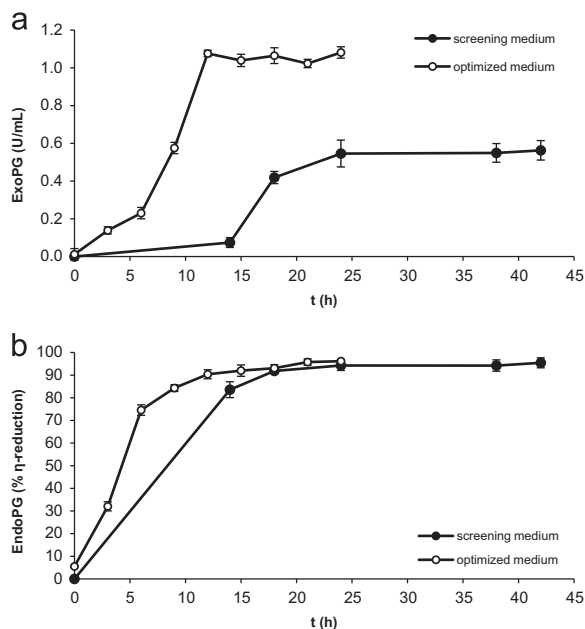 a
1.2
1.0
0.8
0.6
0.4
0.2
0.0
ExoPG (U/mL)
screening medium
optimized medium
0 5 10 15 20 25 30 35 40 45
t (h)
b
100
90
80
70
60
50
40
30
20
10
0
EndoPG (% η-reduction)
screening medium
optimized medium
0 5 10 15 20 25 30 35 40 45
t (h)